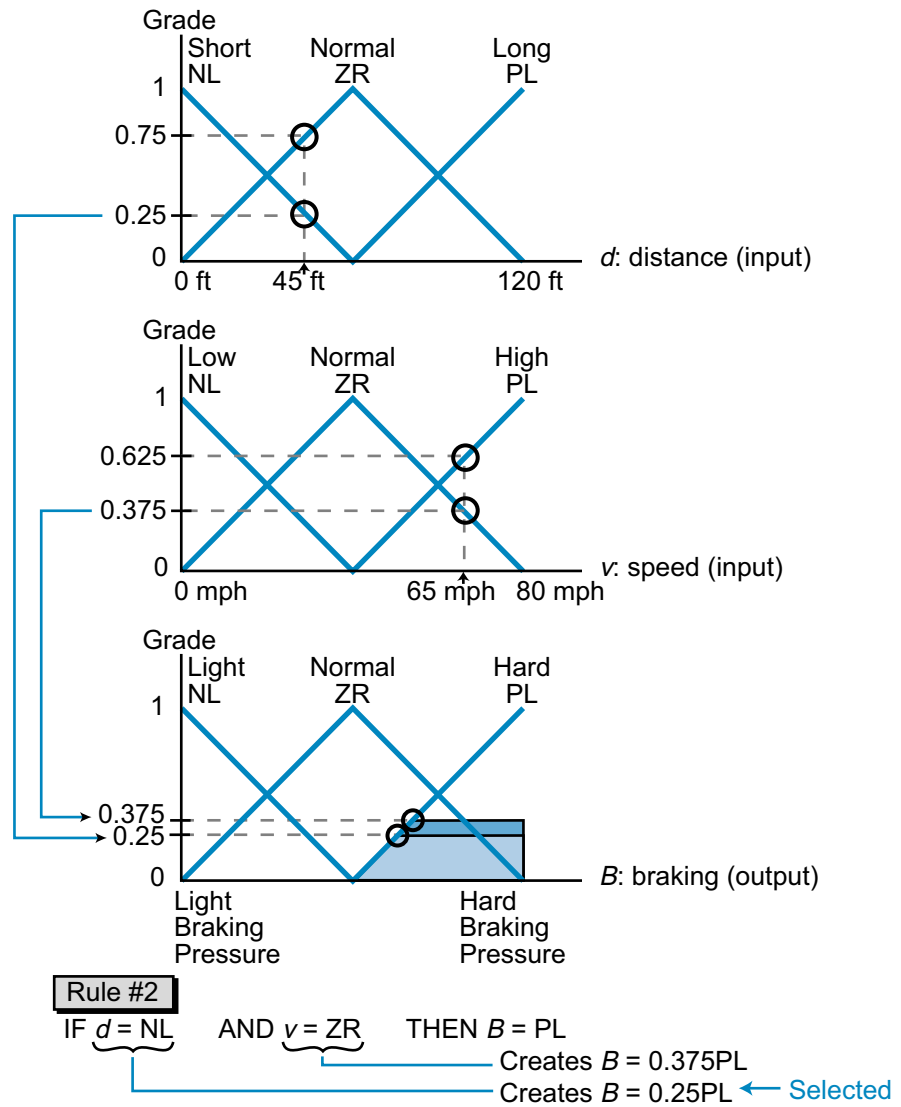 Grade
Short Normal Long
NL ZR PL
1
0.75
0.25
0
d: distance (input)
0 ft 45 ft 120 ft
Grade
Low Normal High
NL ZR PL
1
0.625
0.375
0
v: speed (input)
0 mph 65 mph 80 mph
Grade
Light Normal Hard
NL ZR PL
1
0.375
0.25
0
B: braking (output)
Light Hard
Braking Braking
Pressure Pressure
Rule #2
IF d = NL AND v = ZR THEN B = PL
Creates B = 0.375PL
Creates B = 0.25PL Selected